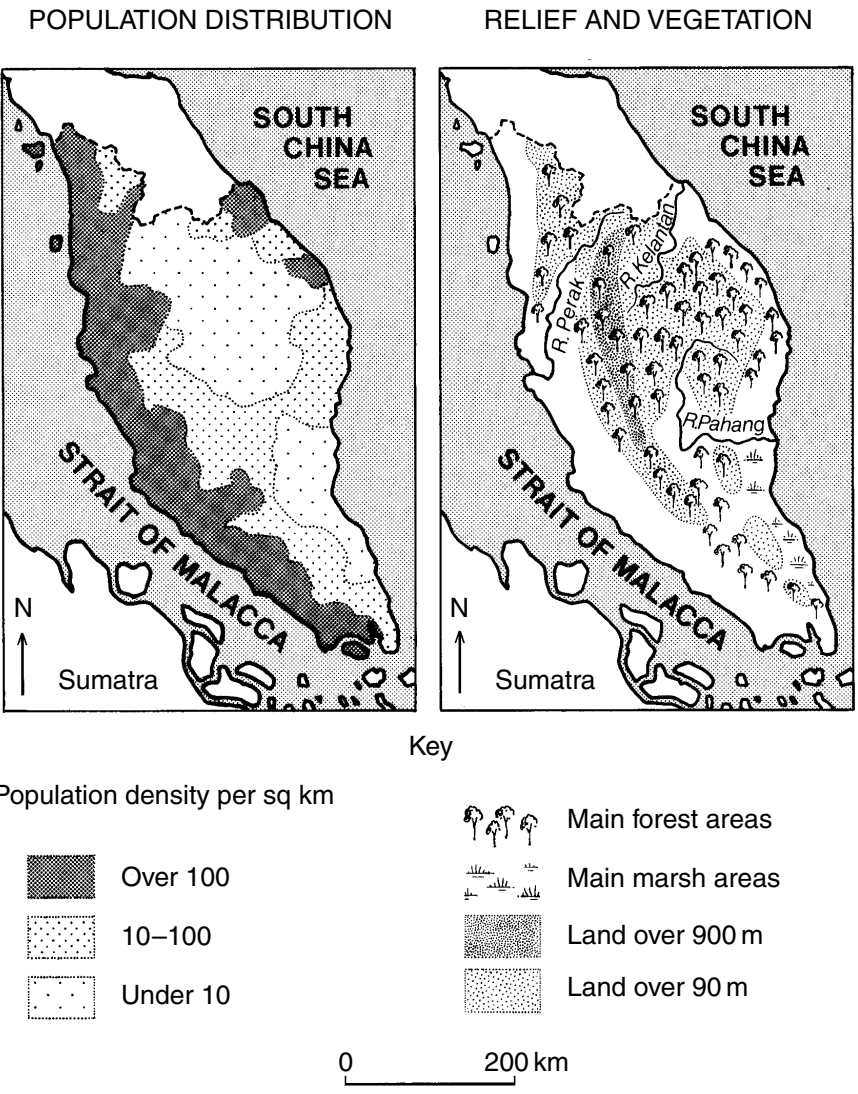 POPULATION DISTRIBUTION
RELIEF AND VEGETATION
SOUTH
CHINA
SEA
STRAIT OF MALACCA
N
Sumatra
SOUTH
CHINA
SEA
R. Kelantan
R. Perak
R.Pahang
STRAIT OF MALACCA
N
Sumatra
Key
Population density per sq km
Over 100
10–100
Under 10
Main forest areas
Main marsh areas
Land over 900 m
Land over 90 m
0
200 km